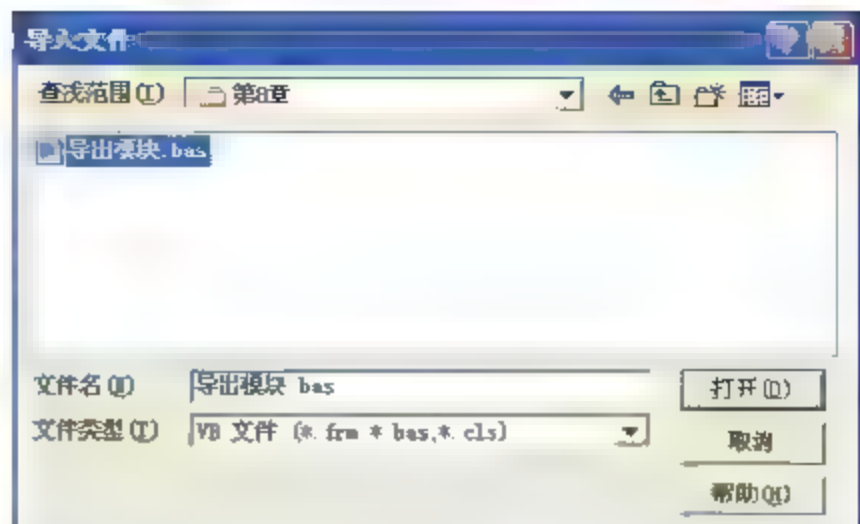 导入文件
查找范围(I) 第8章
导出模块.bas
文件名(N) 导出模块 bas 打开(O)
文件类型(T) VB 文件 (*.frm * bas,*.cls) 取消
帮助(H)